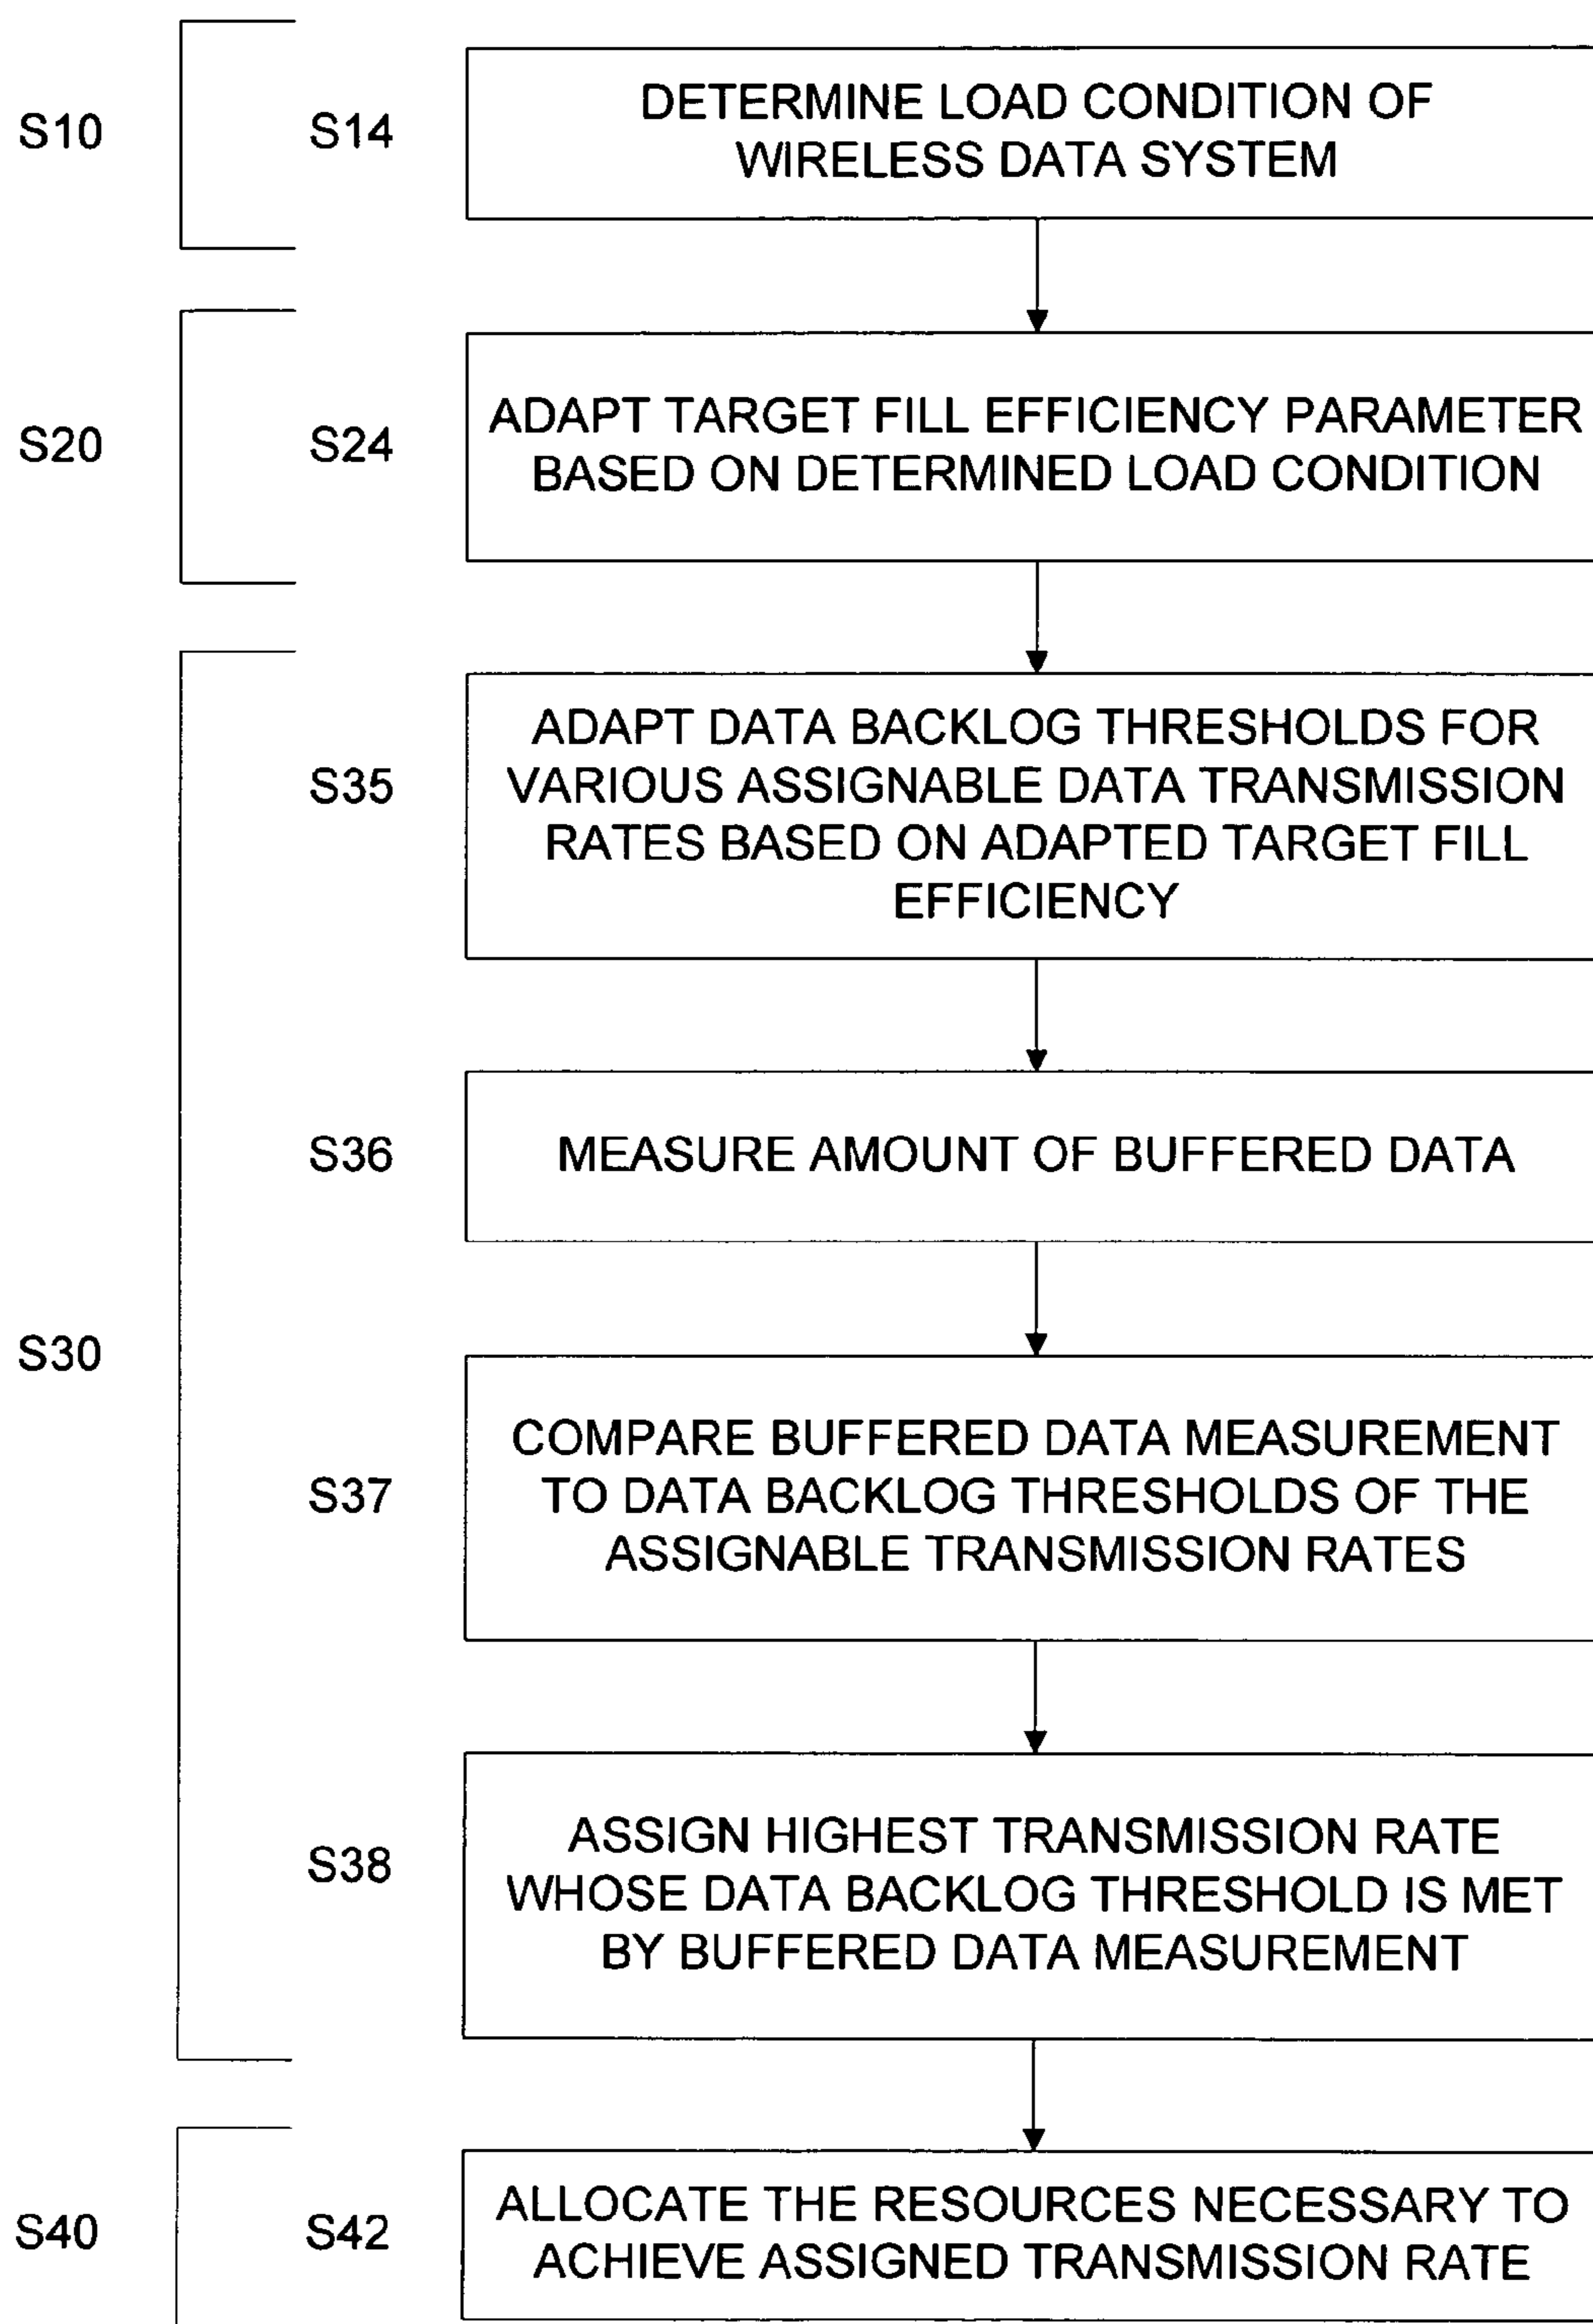 S10
S14
DETERMINE LOAD CONDITION OF
WIRELESS DATA SYSTEM
S20
S24
ADAPT TARGET FILL EFFICIENCY PARAMETER
BASED ON DETERMINED LOAD CONDITION
S30
S35
ADAPT DATA BACKLOG THRESHOLDS FOR
VARIOUS ASSIGNABLE DATA TRANSMISSION
RATES BASED ON ADAPTED TARGET FILL
EFFICIENCY
S36
MEASURE AMOUNT OF BUFFERED DATA
S37
COMPARE BUFFERED DATA MEASUREMENT
TO DATA BACKLOG THRESHOLDS OF THE
ASSIGNABLE TRANSMISSION RATES
S38
ASSIGN HIGHEST TRANSMISSION RATE
WHOSE DATA BACKLOG THRESHOLD IS MET
BY BUFFERED DATA MEASUREMENT
S40
S42
ALLOCATE THE RESOURCES NECESSARY TO
ACHIEVE ASSIGNED TRANSMISSION RATE